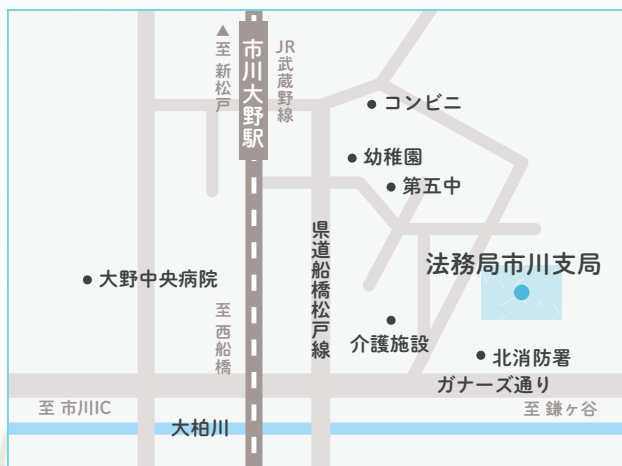 ▲至 新松戸
市川大野駅
JR武蔵野線
コンビニ
幼稚園
第五中
県道船橋松戸線
法務局市川支局
大野中央病院
至 西船橋
介護施設
北消防署
ガナーズ通り
至 市川IC
至 鎌ヶ谷
大柏川